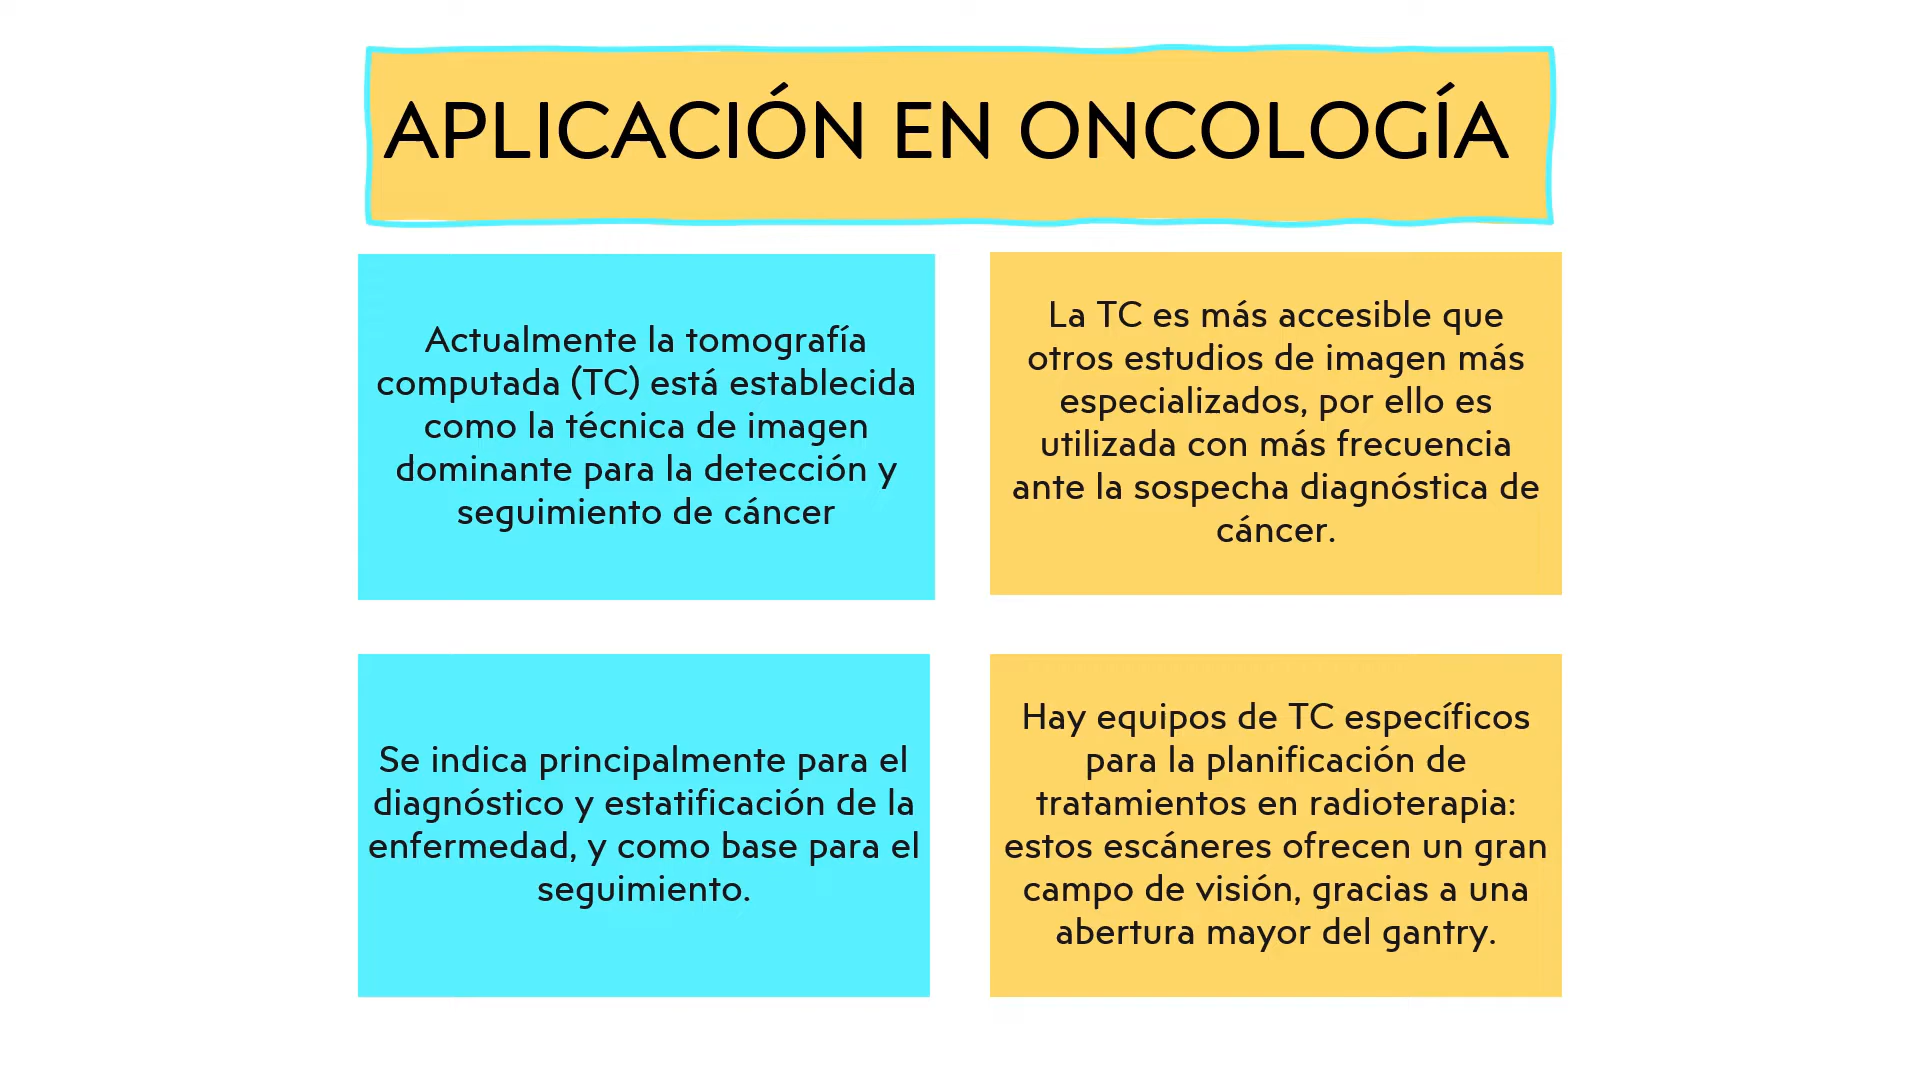 APLICACIÓN EN ONCOLOGÍA
Actualmente la tomografía
computada (TC) está establecida
como la técnica de imagen
dominante para la detección y
seguimiento de cáncer
La TC es más accesible que
otros estudios de imagen más
especializados, por ello es
utilizada con más frecuencia
ante la sospecha diagnóstica de
cáncer.
Se indica principalmente para el
diagnóstico y estatificación de la
enfermedad, y como base para el
seguimiento.
Hay equipos de TC específicos
para la planificación de
tratamientos en radioterapia:
estos escáneres ofrecen un gran
campo de visión, gracias a una
abertura mayor del gantry.